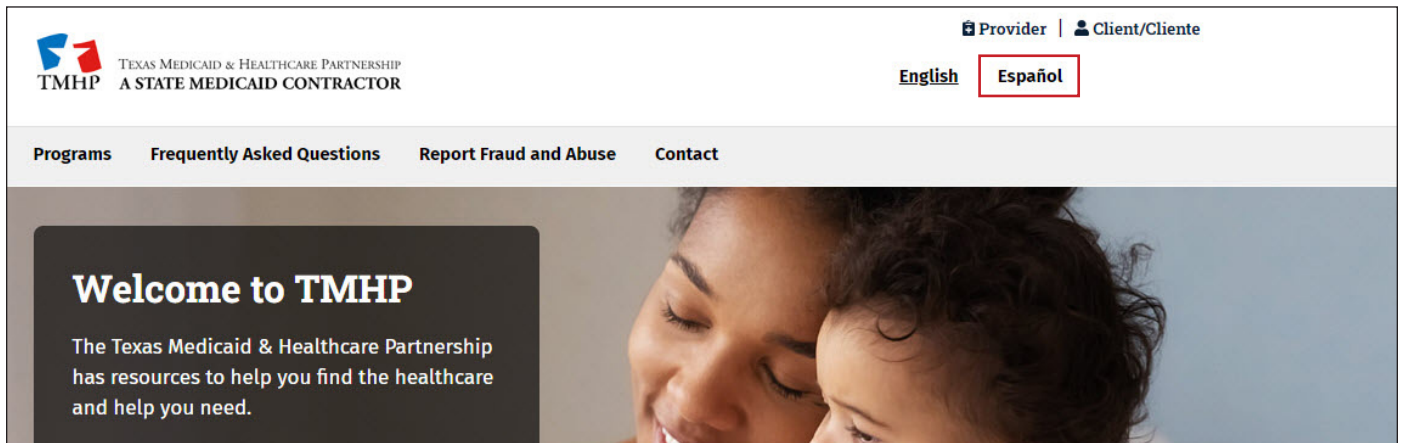 Provider | Client/Cliente
TMHP
TEXAS MEDICAID & HEALTHCARE PARTNERSHIP
A STATE MEDICAID CONTRACTOR
English Español
Programs Frequently Asked Questions Report Fraud and Abuse Contact
Welcome to TMHP
The Texas Medicaid & Healthcare Partnership
has resources to help you find the healthcare
and help you need.